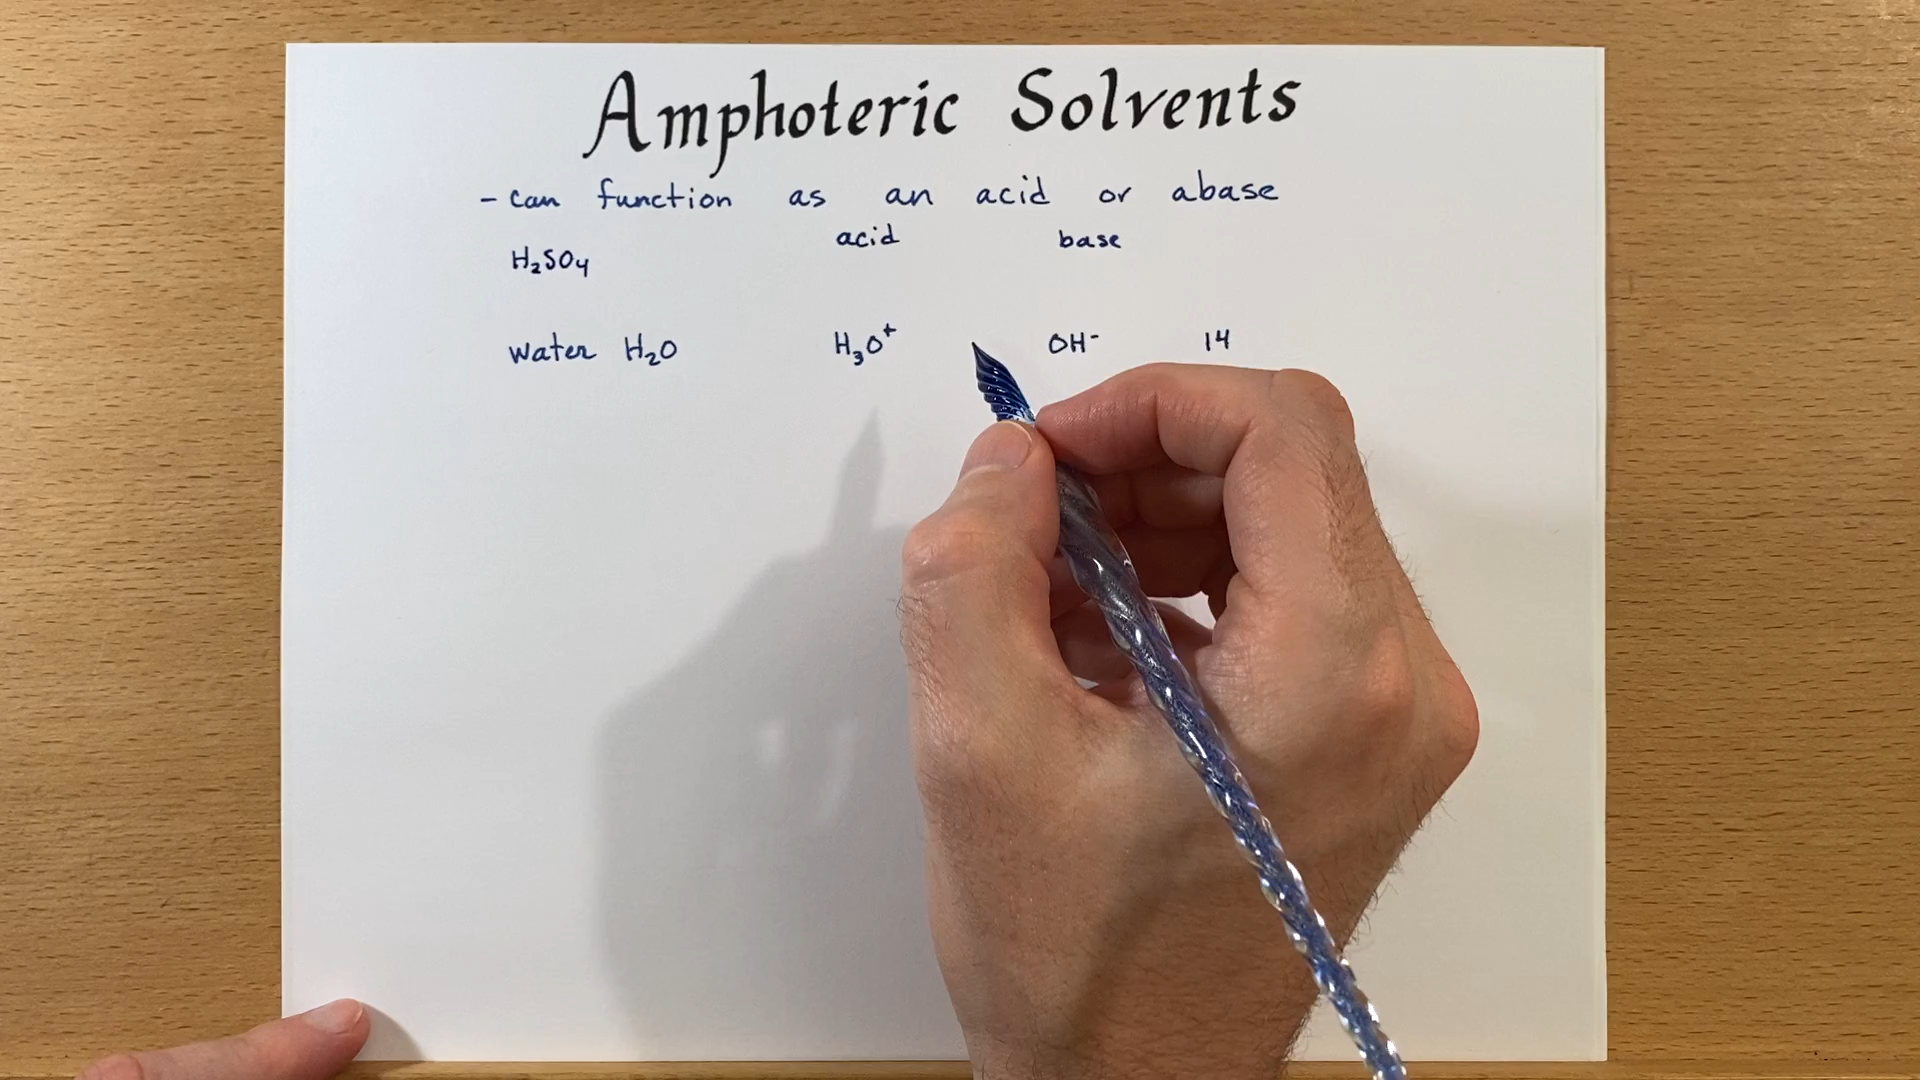 Amphoteric Solvents
- can function as an acid or abase
acid base
H₂SO₄
water H₂O H₃O⁺ OH⁻ 14